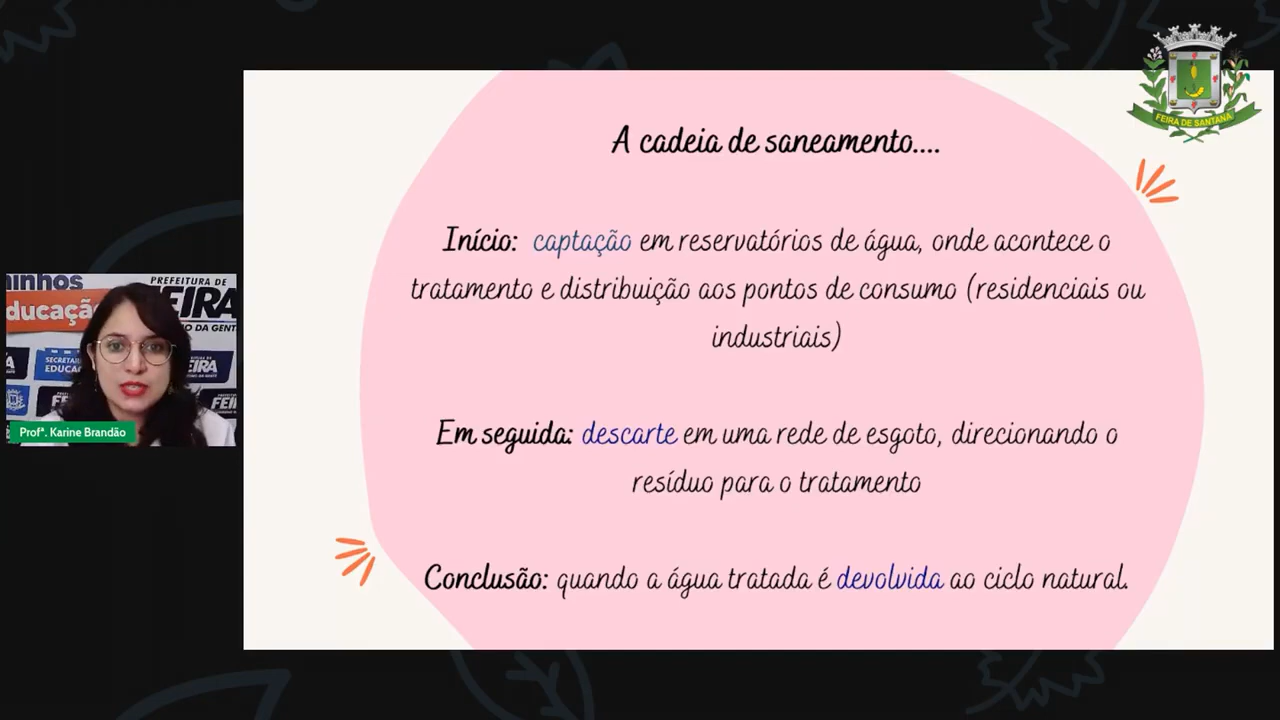 FEIRA DE SANTANA
A cadeia de saneamento....
Início: captação em reservatórios de água, onde acontece o
tratamento e distribuição aos pontos de consumo (residenciais ou
industriais)
Em seguida: descarte em uma rede de esgoto, direcionando o
resíduo para o tratamento
Conclusão: quando a água tratada é devolvida ao ciclo natural.
PREFEITURA DE
Profª. Karine Brandão